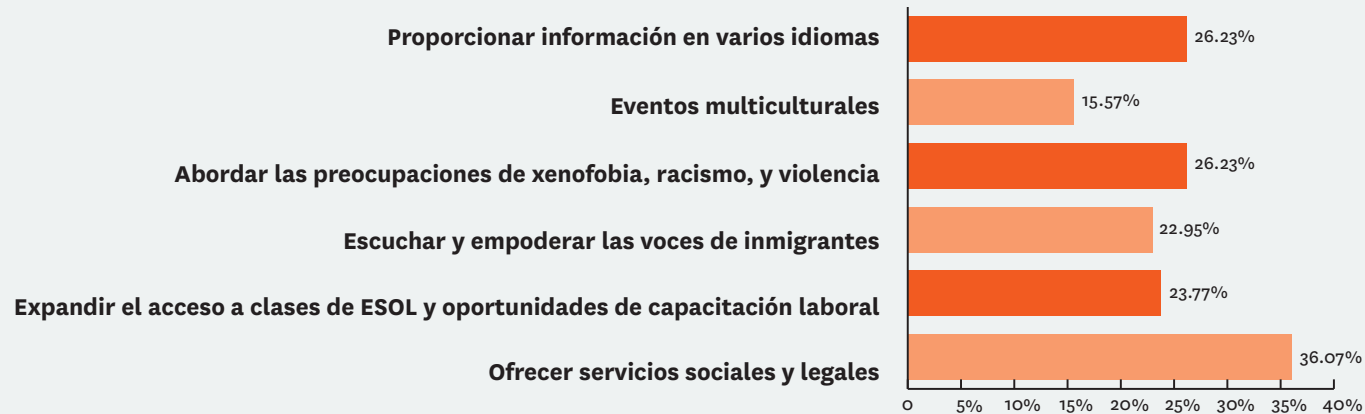 Proporcionar información en varios idiomas
26.23%
Eventos multiculturales
15.57%
Abordar las preocupaciones de xenofobia, racismo, y violencia
26.23%
Escuchar y empoderar las voces de inmigrantes
22.95%
Expandir el acceso a clases de ESOL y oportunidades de capacitación laboral
23.77%
Ofrecer servicios sociales y legales
36.07%
0 5% 10% 15% 20% 25% 30% 35% 40%